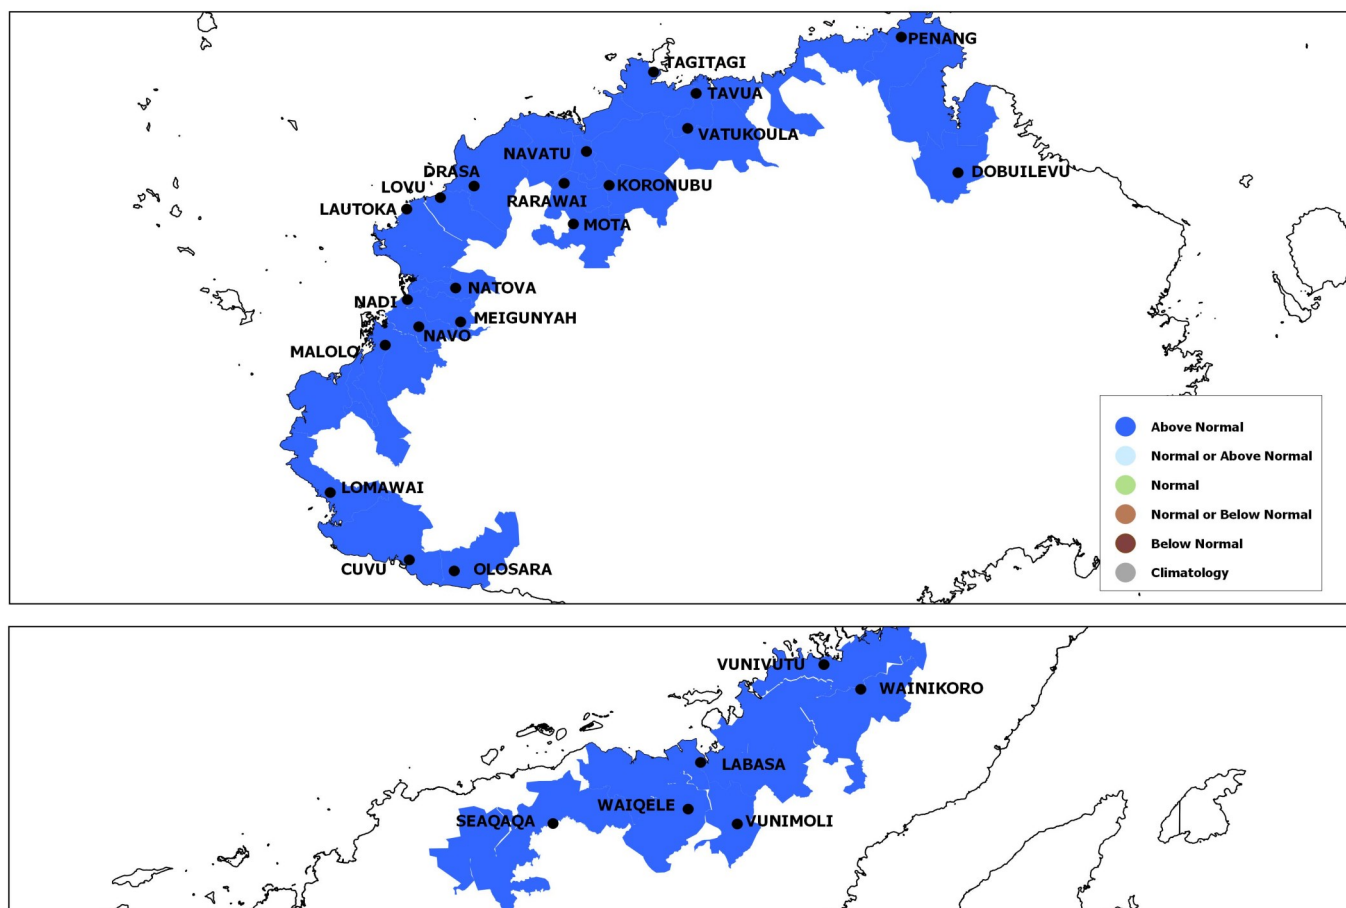 PENANG
TAGITAGI
TAVUA
VATUKOULA
NAVATU
DRASA
DOBUILEVU
LOVU
KORONUBU
RARAWAI
LAUTOKA
MOTA
NATOVA
NADI
MEIGUNYAH
NAVO
MALOLO
LOMAWAI
CUVU
OLOSARA
Above Normal
Normal or Above Normal
Normal
Normal or Below Normal
Below Normal
Climatology
VUNIVUTU
WAINIKORO
LABASA
WAIQELE
SEAQAQA
VUNIMOLI